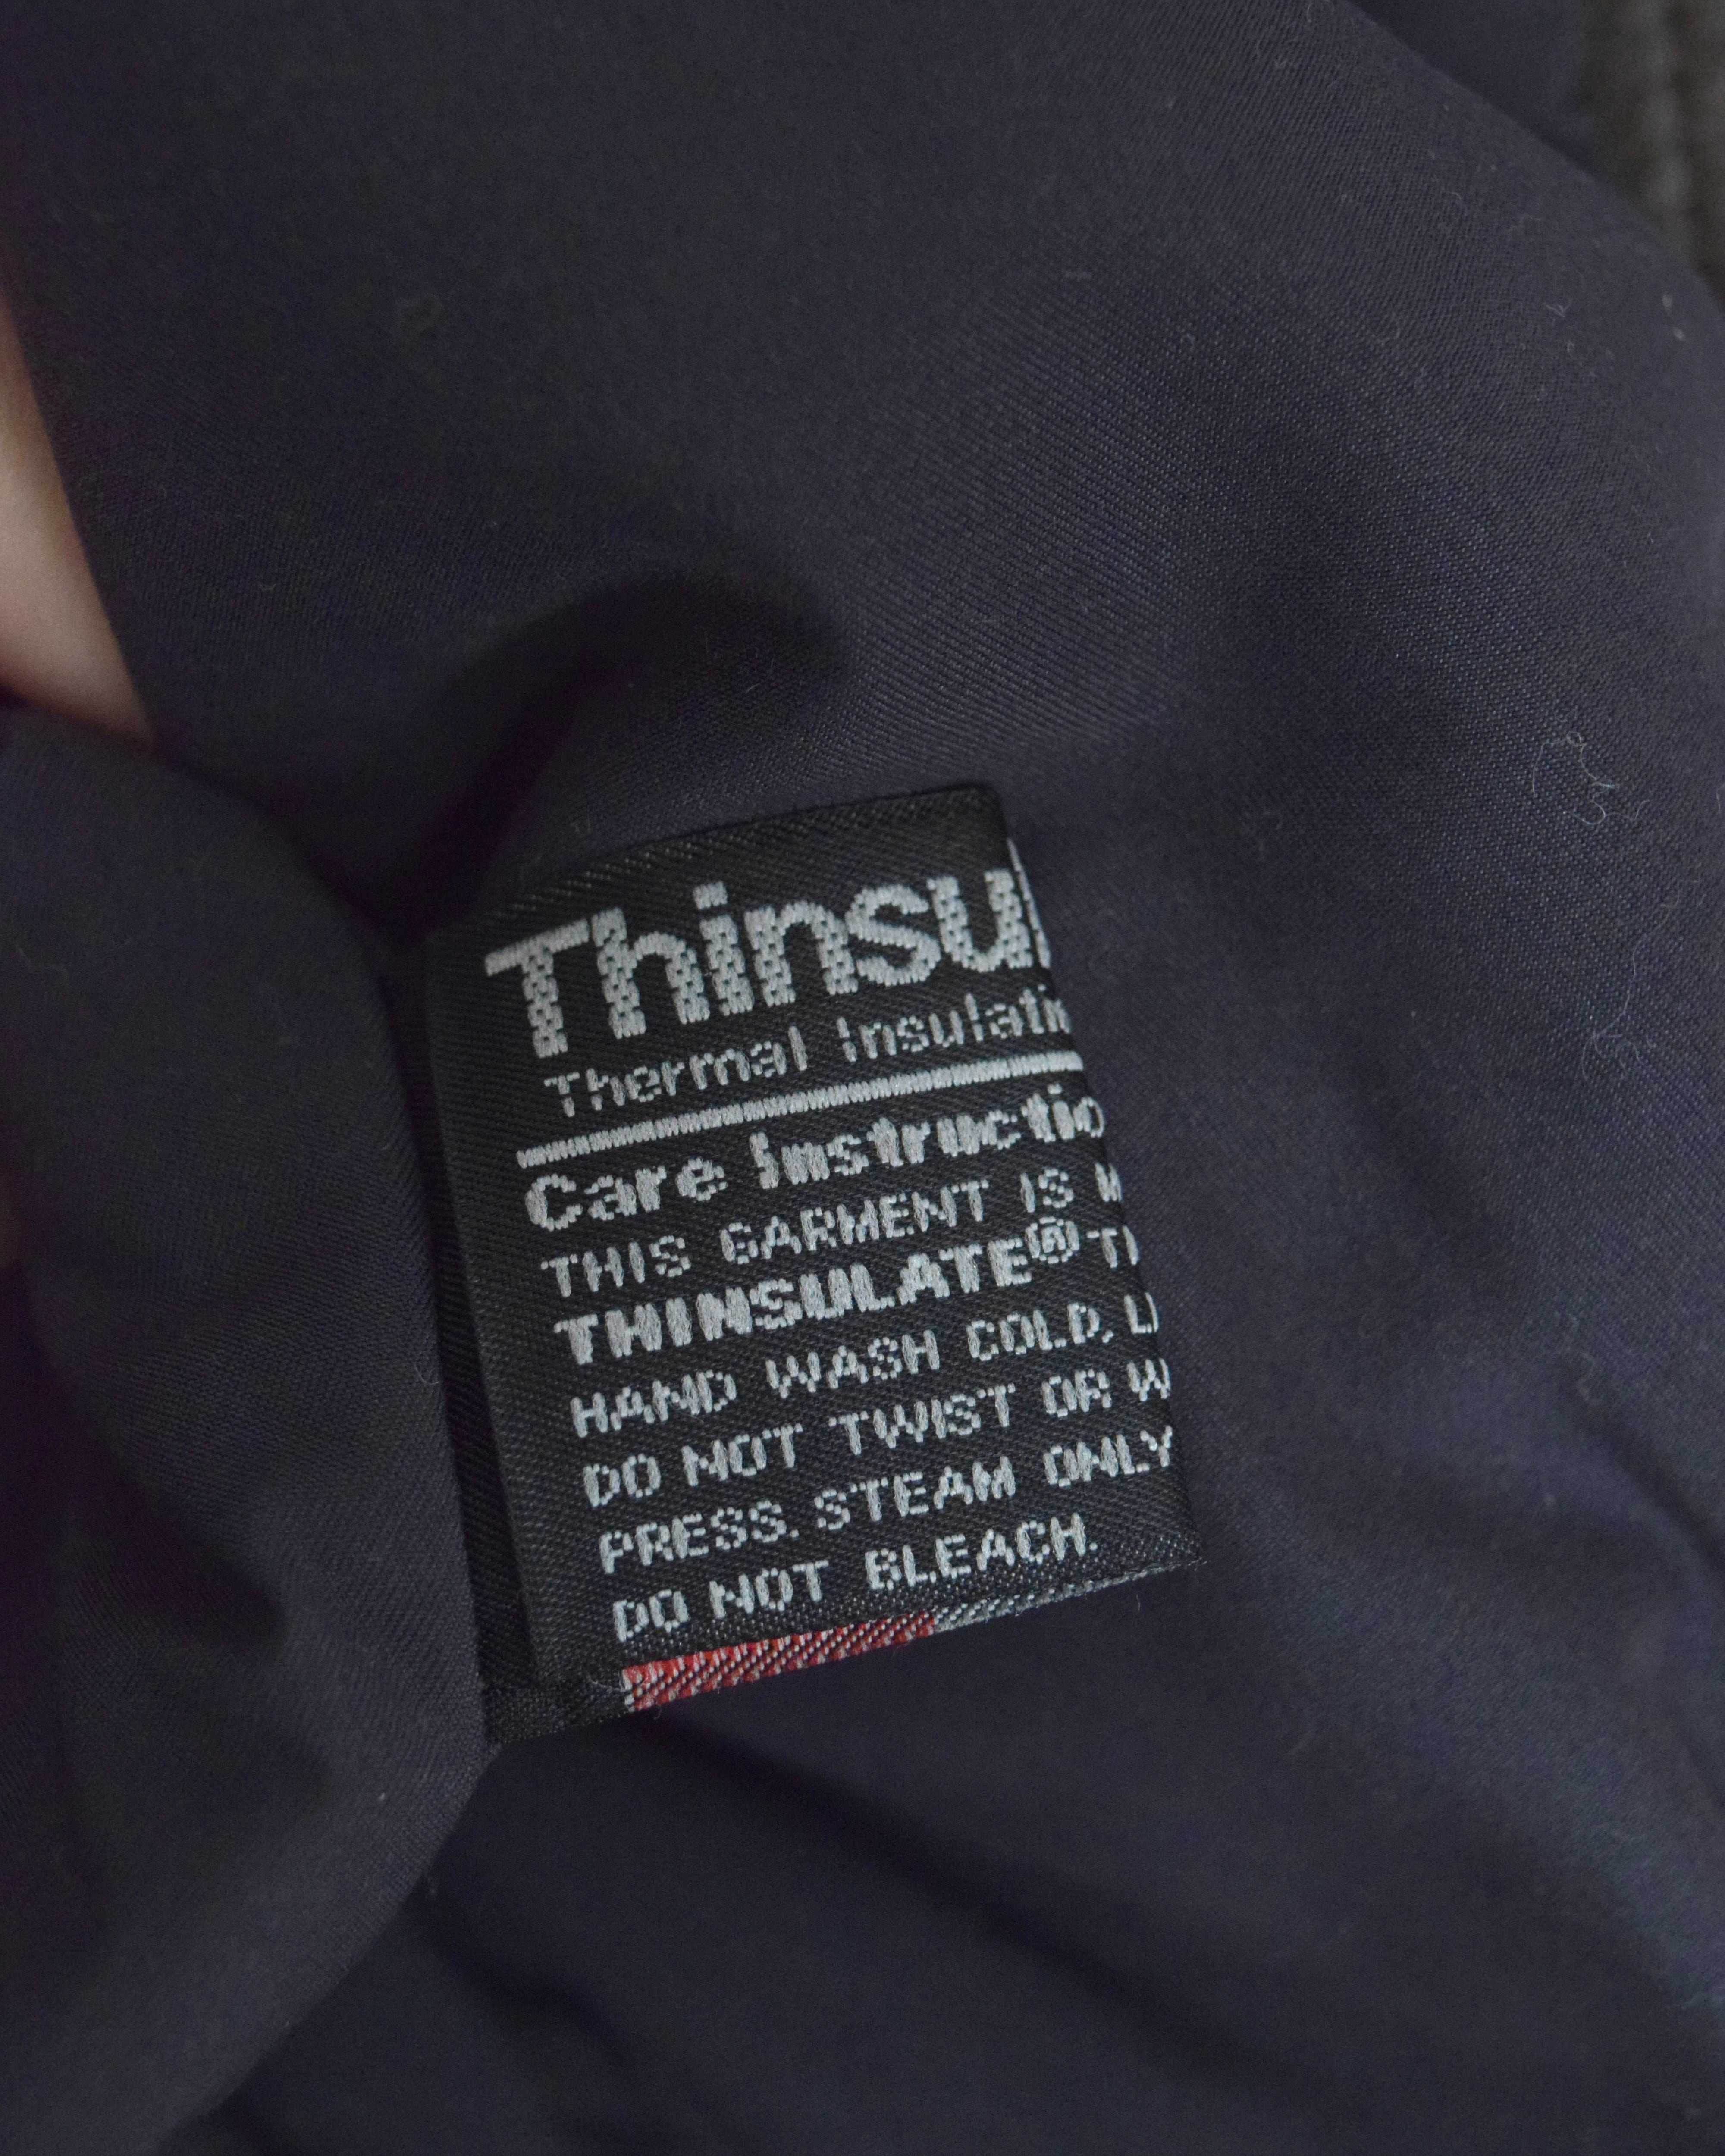 Thinsul
Thermal Insulati
Care Instructio
THIS GARMENT IS
THINSULATE® T
HAND WASH COLD. LI
DO NOT TWIST OR W
PRESS. STEAM ONLY
DO NOT BLEACH.